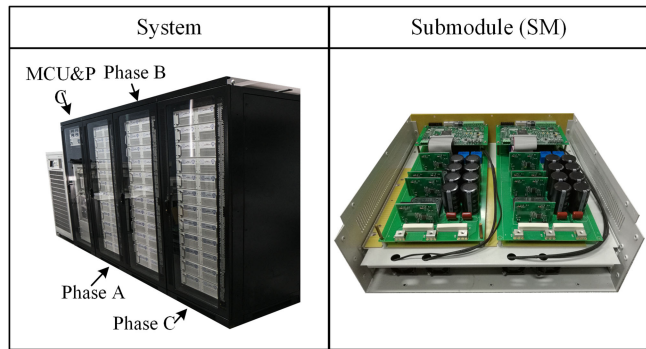 System
Submodule (SM)
MCU&P
C
Phase B
Phase A
Phase C